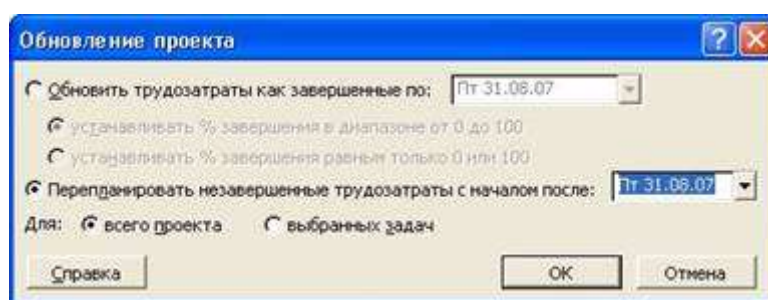 Обновление проекта
Обновить трудозатраты как завершенные по: Пт 31.08.07
устанавливать % завершения в диапазоне от 0 до 100
устанавливать % завершения равным только 0 или 100
Перепланировать незавершенные трудозатраты с началом после: Пт 31.08.07
Для: всего проекта выбранных задач
Справка ОК Отмена